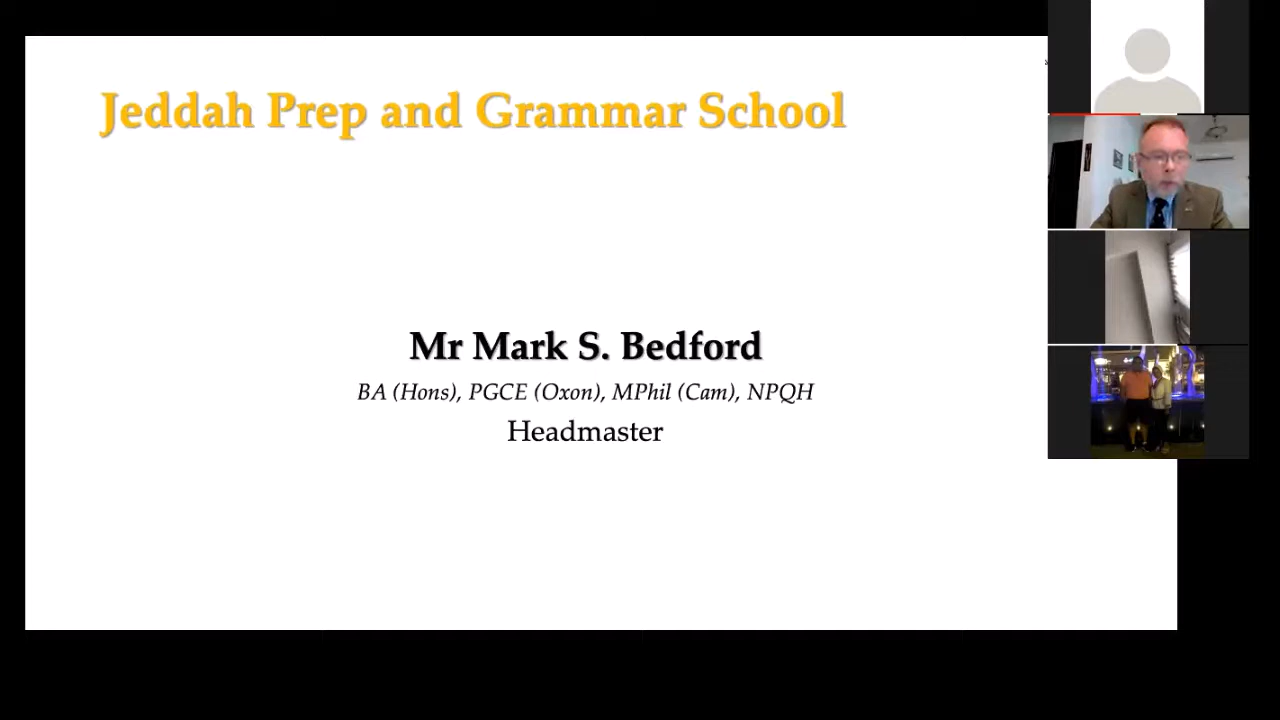 Jeddah Prep and Grammar School
Mr Mark S. Bedford
BA (Hons), PGCE (Oxon), MPhil (Cam), NPQH
Headmaster